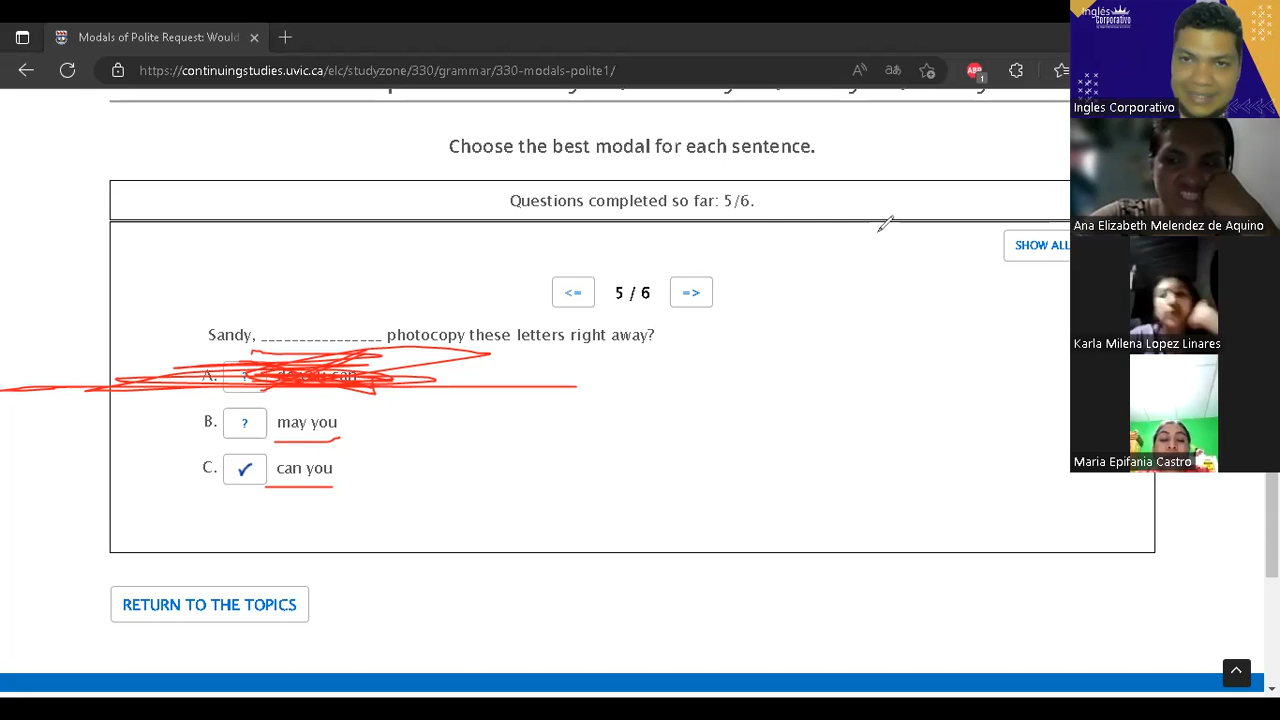 Modals of Polite Request: Would
https://continuingstudies.uvic.ca/elc/studyzone/330/grammar/330-modals-polite1/
Choose the best modal for each sentence.
Questions completed so far: 5/6.
SHOW ALL
<= 5 / 6 =>
Sandy, _______________ photocopy these letters right away?
A. ? can
B. ? may you
C. ✓ can you
RETURN TO THE TOPICS
Inglés
Corporativo
Ingles Corporativo
Ana Elizabeth Melendez de Aquino
Karla Milena Lopez Linares
Maria Epifania Castro